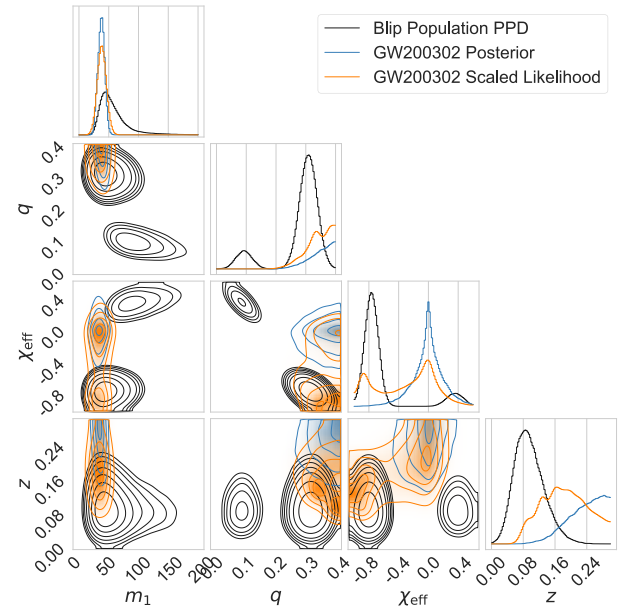 Blip Population PPD
GW200302 Posterior
GW200302 Scaled Likelihood
0.4
0.3
0.2
0.1
0.0
q
0.4
0.0
-0.4
-0.8
χeff
0.24
0.16
0.08
0.00
z
0 50 100 150 200
m1
0.0 0.1 0.2 0.3 0.4
q
-0.8 -0.4 0.0 0.4
χeff
0.00 0.08 0.16 0.24
z